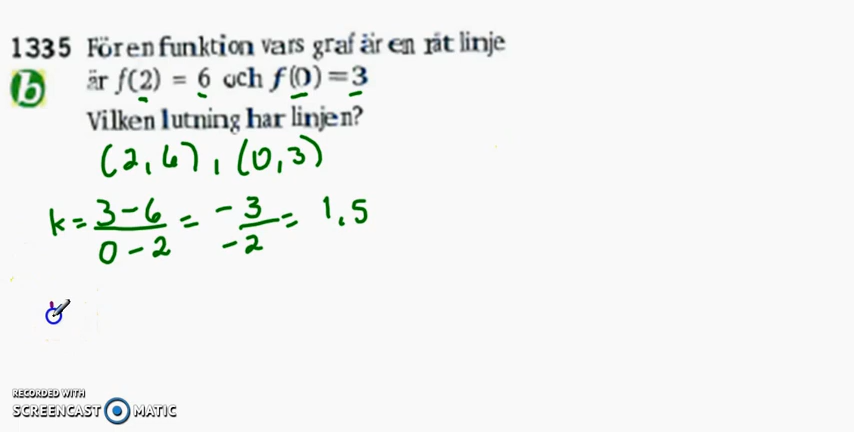 1335 För en funktion vars graf är en rät linje
b är f(2) = 6 och f(0) = 3
Vilken lutning har linjen?
(2,6), (0,3)
k = 3-6 / 0-2 = -3 / -2 = 1.5
RECORDED WITH
SCREENCAST MATIC